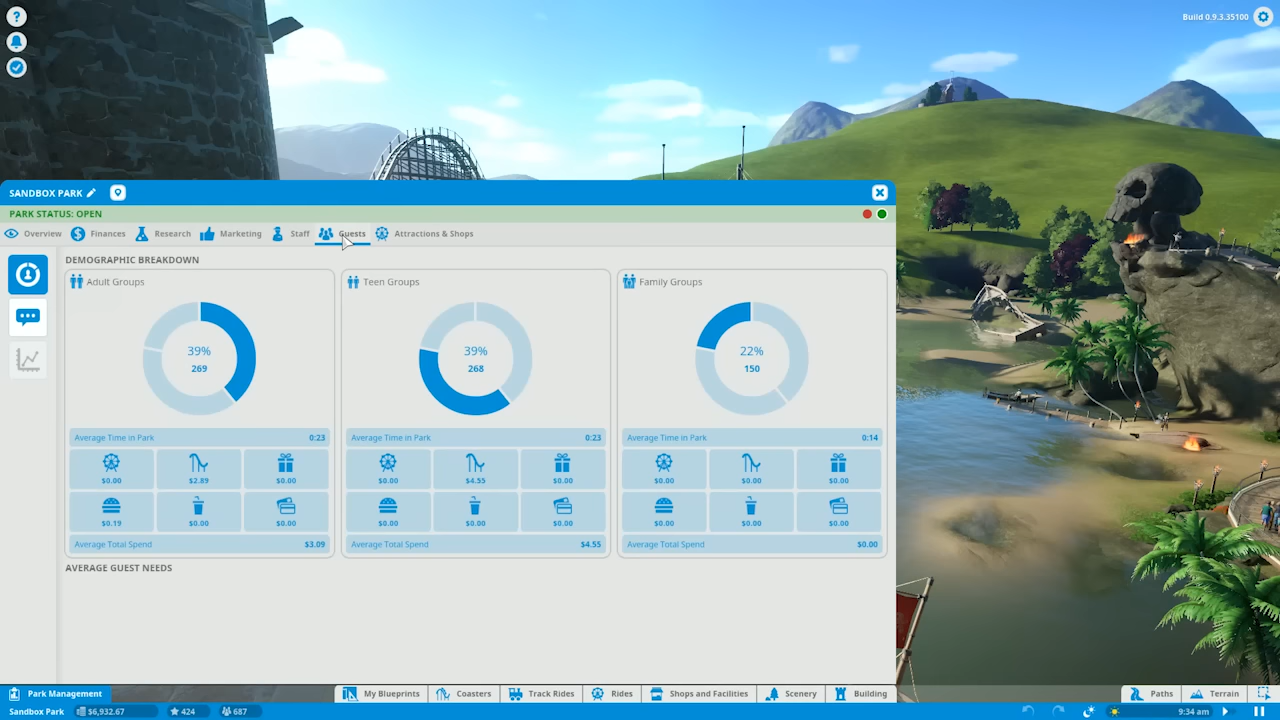 Build 0.9.3.35100
SANDBOX PARK
PARK STATUS: OPEN
Overview Finances Research Marketing Staff Guests Attractions & Shops
DEMOGRAPHIC BREAKDOWN
Adult Groups Teen Groups Family Groups
39% 39% 22%
269 268 150
Average Time in Park 0:23 Average Time in Park 0:23 Average Time in Park 0:14
$0.00 $2.89 $0.00 $0.00 $4.55 $0.00 $0.00 $0.00 $0.00
$0.19 $0.00 $0.00 $0.00 $0.00 $0.00 $0.00 $0.00 $0.00
Average Total Spend $3.09 Average Total Spend $4.55 Average Total Spend $0.00
AVERAGE GUEST NEEDS
Park Management My Blueprints Coasters Track Rides Rides Shops and Facilities Scenery Building Paths Terrain
Sandbox Park $6,932.67 424 687 9:34 am